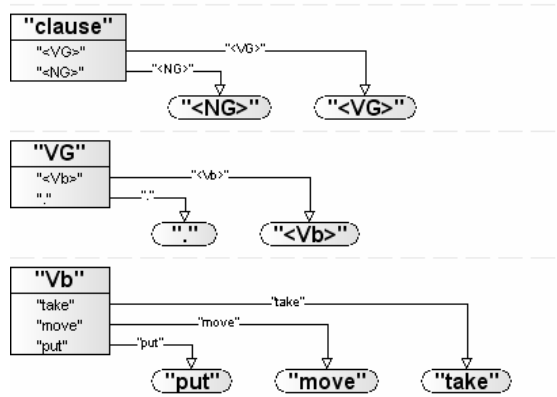 "clause"
"<VG>" "<VG>"
"<NG>" "<NG>"
"<NG>" "<VG>"
"VG"
"<Vb>" "<Vb>"
"." "."
"." "<Vb>"
"Vb"
"take" "take"
"move" "move"
"put" "put"
"put" "move" "take"